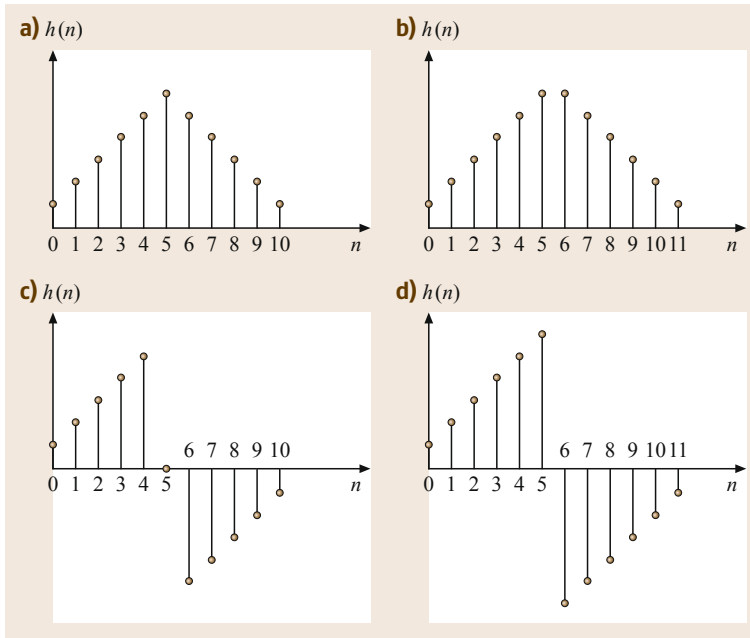 a) h(n)
0 1 2 3 4 5 6 7 8 9 10 n
b) h(n)
0 1 2 3 4 5 6 7 8 9 10 11 n
c) h(n)
6 7 8 9 10
0 1 2 3 4 5 n
d) h(n)
6 7 8 9 10 11
0 1 2 3 4 5 n